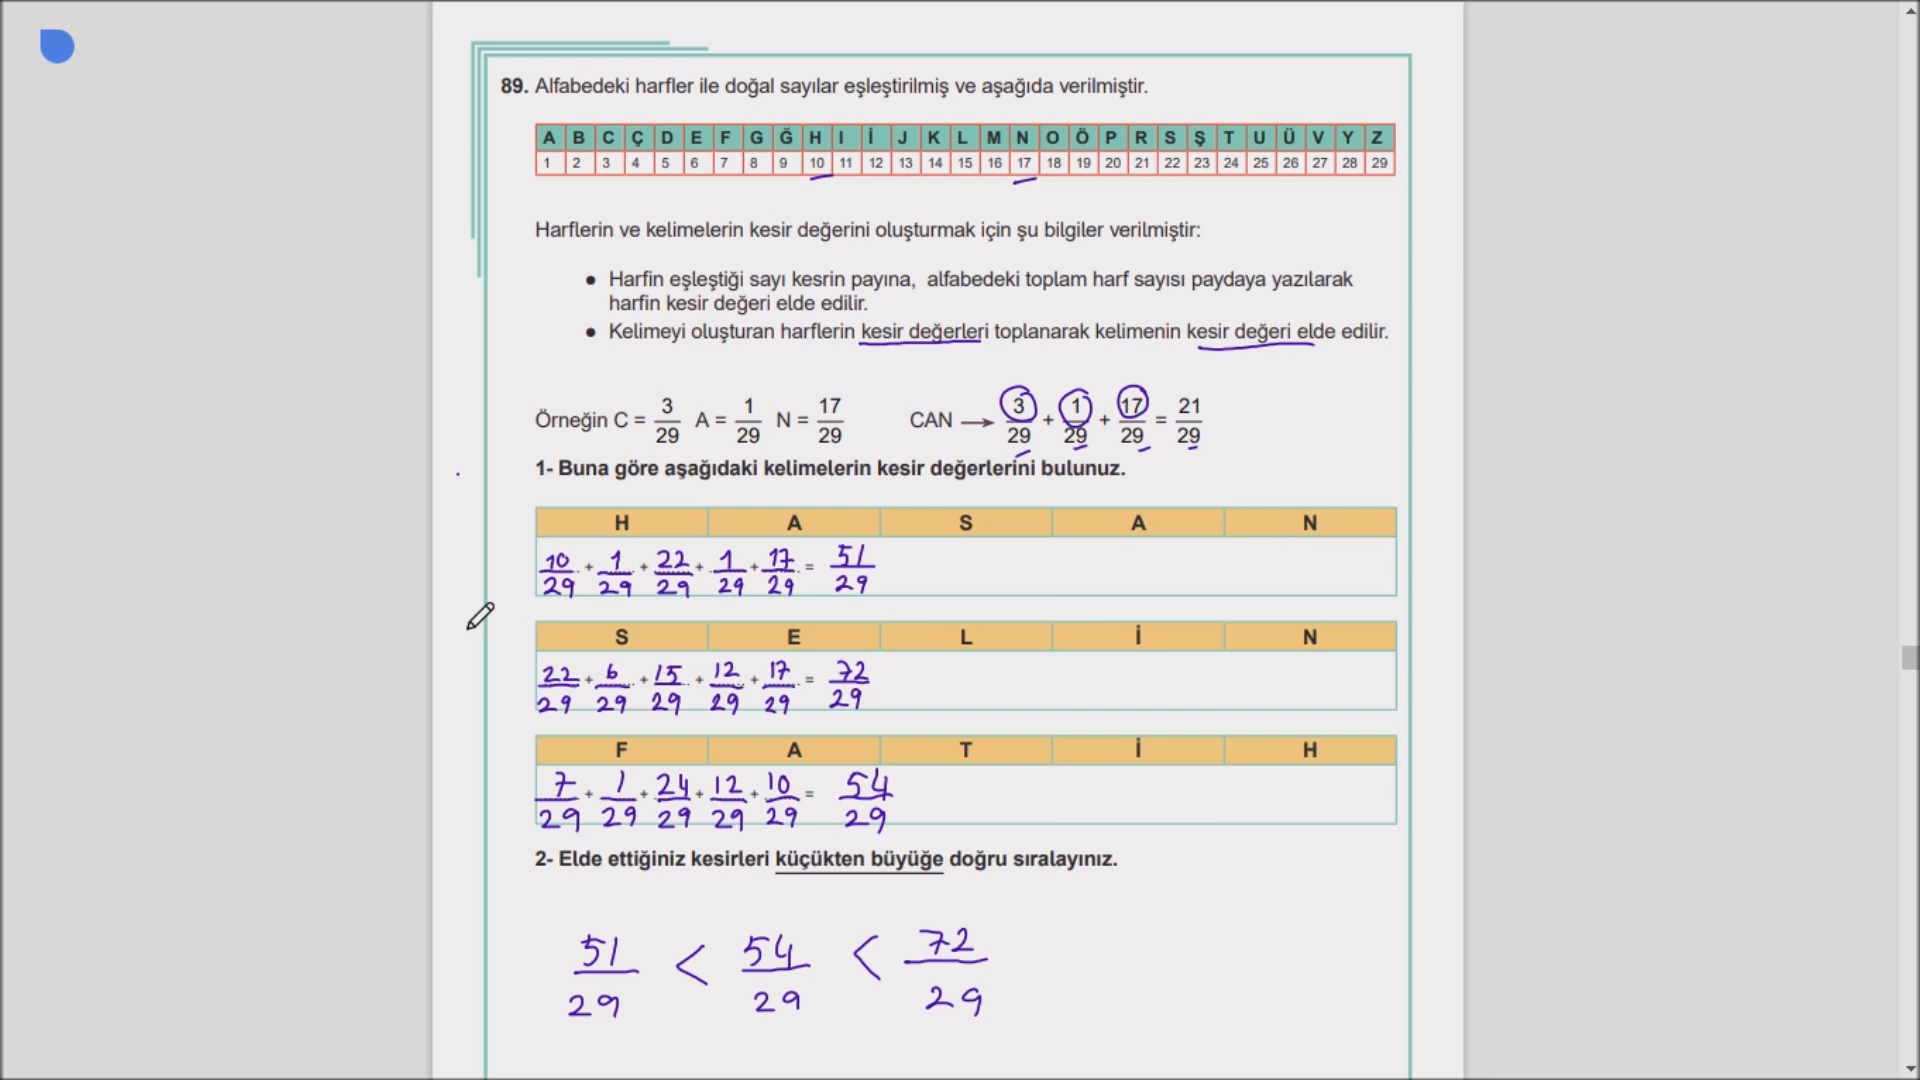 89. Alfabedeki harfler ile doğal sayılar eşleştirilmiş ve aşağıda verilmiştir.
A B C Ç D E F G Ğ H I İ J K L M N O Ö P R S Ş T U Ü V Y Z
1 2 3 4 5 6 7 8 9 10 11 12 13 14 15 16 17 18 19 20 21 22 23 24 25 26 27 28 29
Harflerin ve kelimelerin kesir değerini oluşturmak için şu bilgiler verilmiştir:
● Harfin eşleştiği sayı kesrin payına, alfabedeki toplam harf sayısı paydaya yazılarak
harfin kesir değeri elde edilir.
● Kelimeyi oluşturan harflerin kesir değerleri toplanarak kelimenin kesir değeri elde edilir.
Örneğin C = 3/29 A = 1/29 N = 17/29 CAN → 3/29 + 1/29 + 17/29 = 21/29
1- Buna göre aşağıdaki kelimelerin kesir değerlerini bulunuz.
H A S A N
10/29 + 1/29 + 22/29 + 1/29 + 17/29 = 51/29
S E L İ N
22/29 + 6/29 + 15/29 + 12/29 + 17/29 = 72/29
F A T İ H
7/29 + 1/29 + 24/29 + 12/29 + 10/29 = 54/29
2- Elde ettiğiniz kesirleri küçükten büyüğe doğru sıralayınız.
51/29 < 54/29 < 72/29